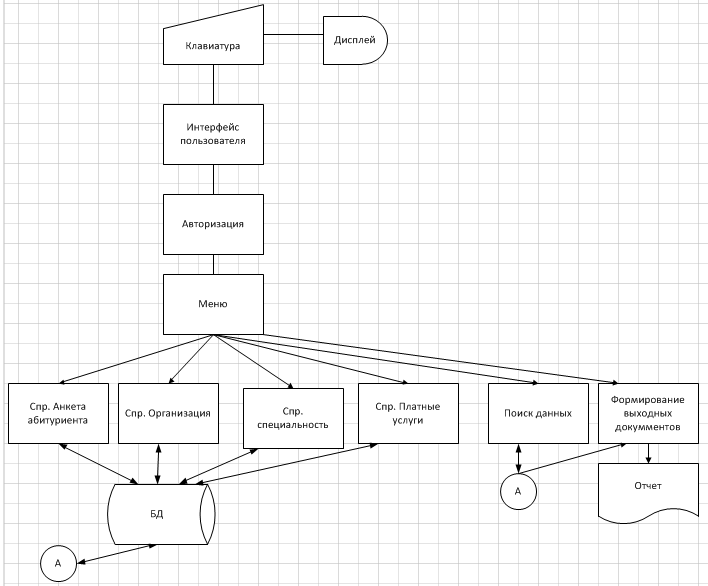 Клавиатура
Дисплей
Интерфейс
пользователя
Авторизация
Меню
Спр. Анкета
абитуриента
Спр. Организация
Спр.
специальность
Спр. Платные
услуги
Поиск данных
Формирование
выходных
докумментов
БД
А
Отчет
А